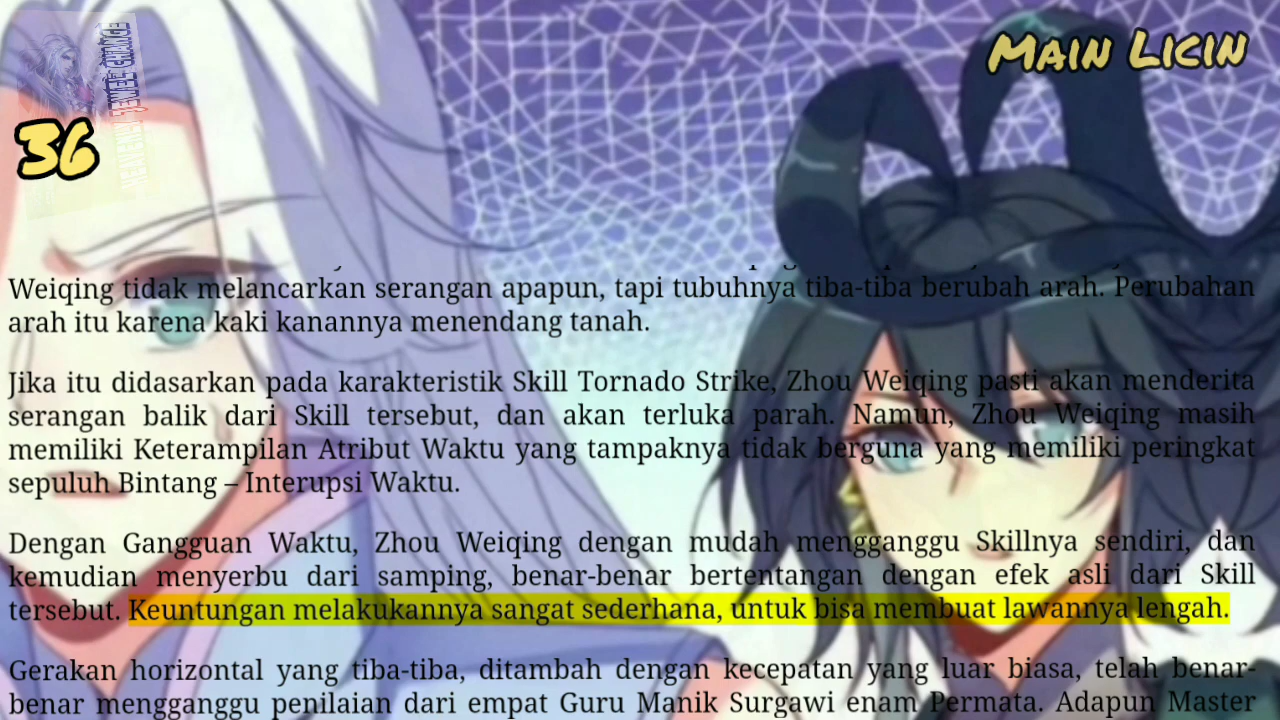 MAIN LICIN
36
HEAVENLY JEWEL CHANGE
Weiqing tidak melancarkan serangan apapun, tapi tubuhnya tiba-tiba berubah arah. Perubahan
arah itu karena kaki kanannya menendang tanah.
Jika itu didasarkan pada karakteristik Skill Tornado Strike, Zhou Weiqing pasti akan menderita
serangan balik dari Skill tersebut, dan akan terluka parah. Namun, Zhou Weiqing masih
memiliki Keterampilan Atribut Waktu yang tampaknya tidak berguna yang memiliki peringkat
sepuluh Bintang – Interupsi Waktu.
Dengan Gangguan Waktu, Zhou Weiqing dengan mudah mengganggu Skillnya sendiri, dan
kemudian menyerbu dari samping, benar-benar bertentangan dengan efek asli dari Skill
tersebut. Keuntungan melakukannya sangat sederhana, untuk bisa membuat lawannya lengah.
Gerakan horizontal yang tiba-tiba, ditambah dengan kecepatan yang luar biasa, telah benar-
benar mengganggu penilaian dari empat Guru Manik Surgawi enam Permata. Adapun Master